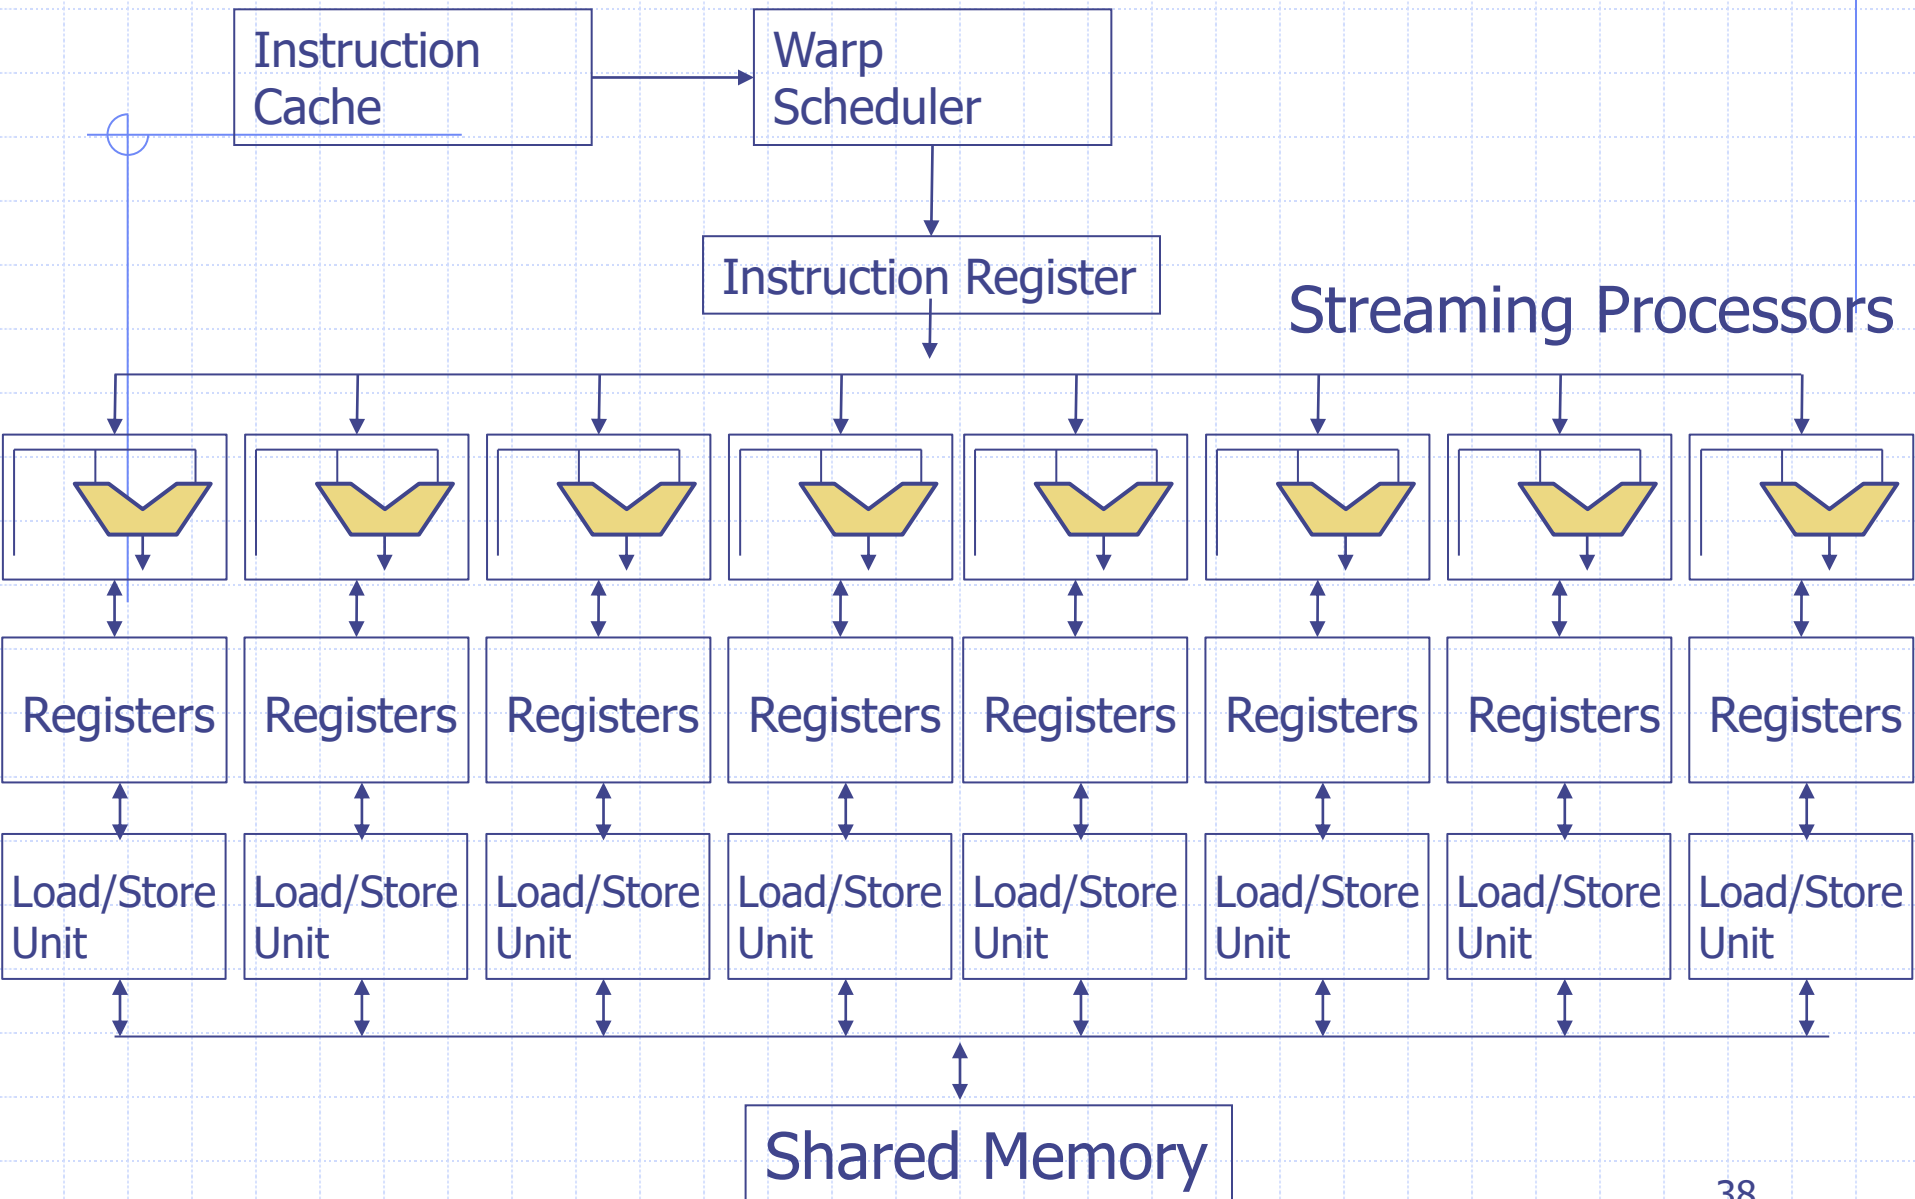 Instruction
Cache
Warp
Scheduler
Instruction Register
Streaming Processors
Registers
Registers
Registers
Registers
Registers
Registers
Registers
Registers
Load/Store
Unit
Load/Store
Unit
Load/Store
Unit
Load/Store
Unit
Load/Store
Unit
Load/Store
Unit
Load/Store
Unit
Load/Store
Unit
Shared Memory
38